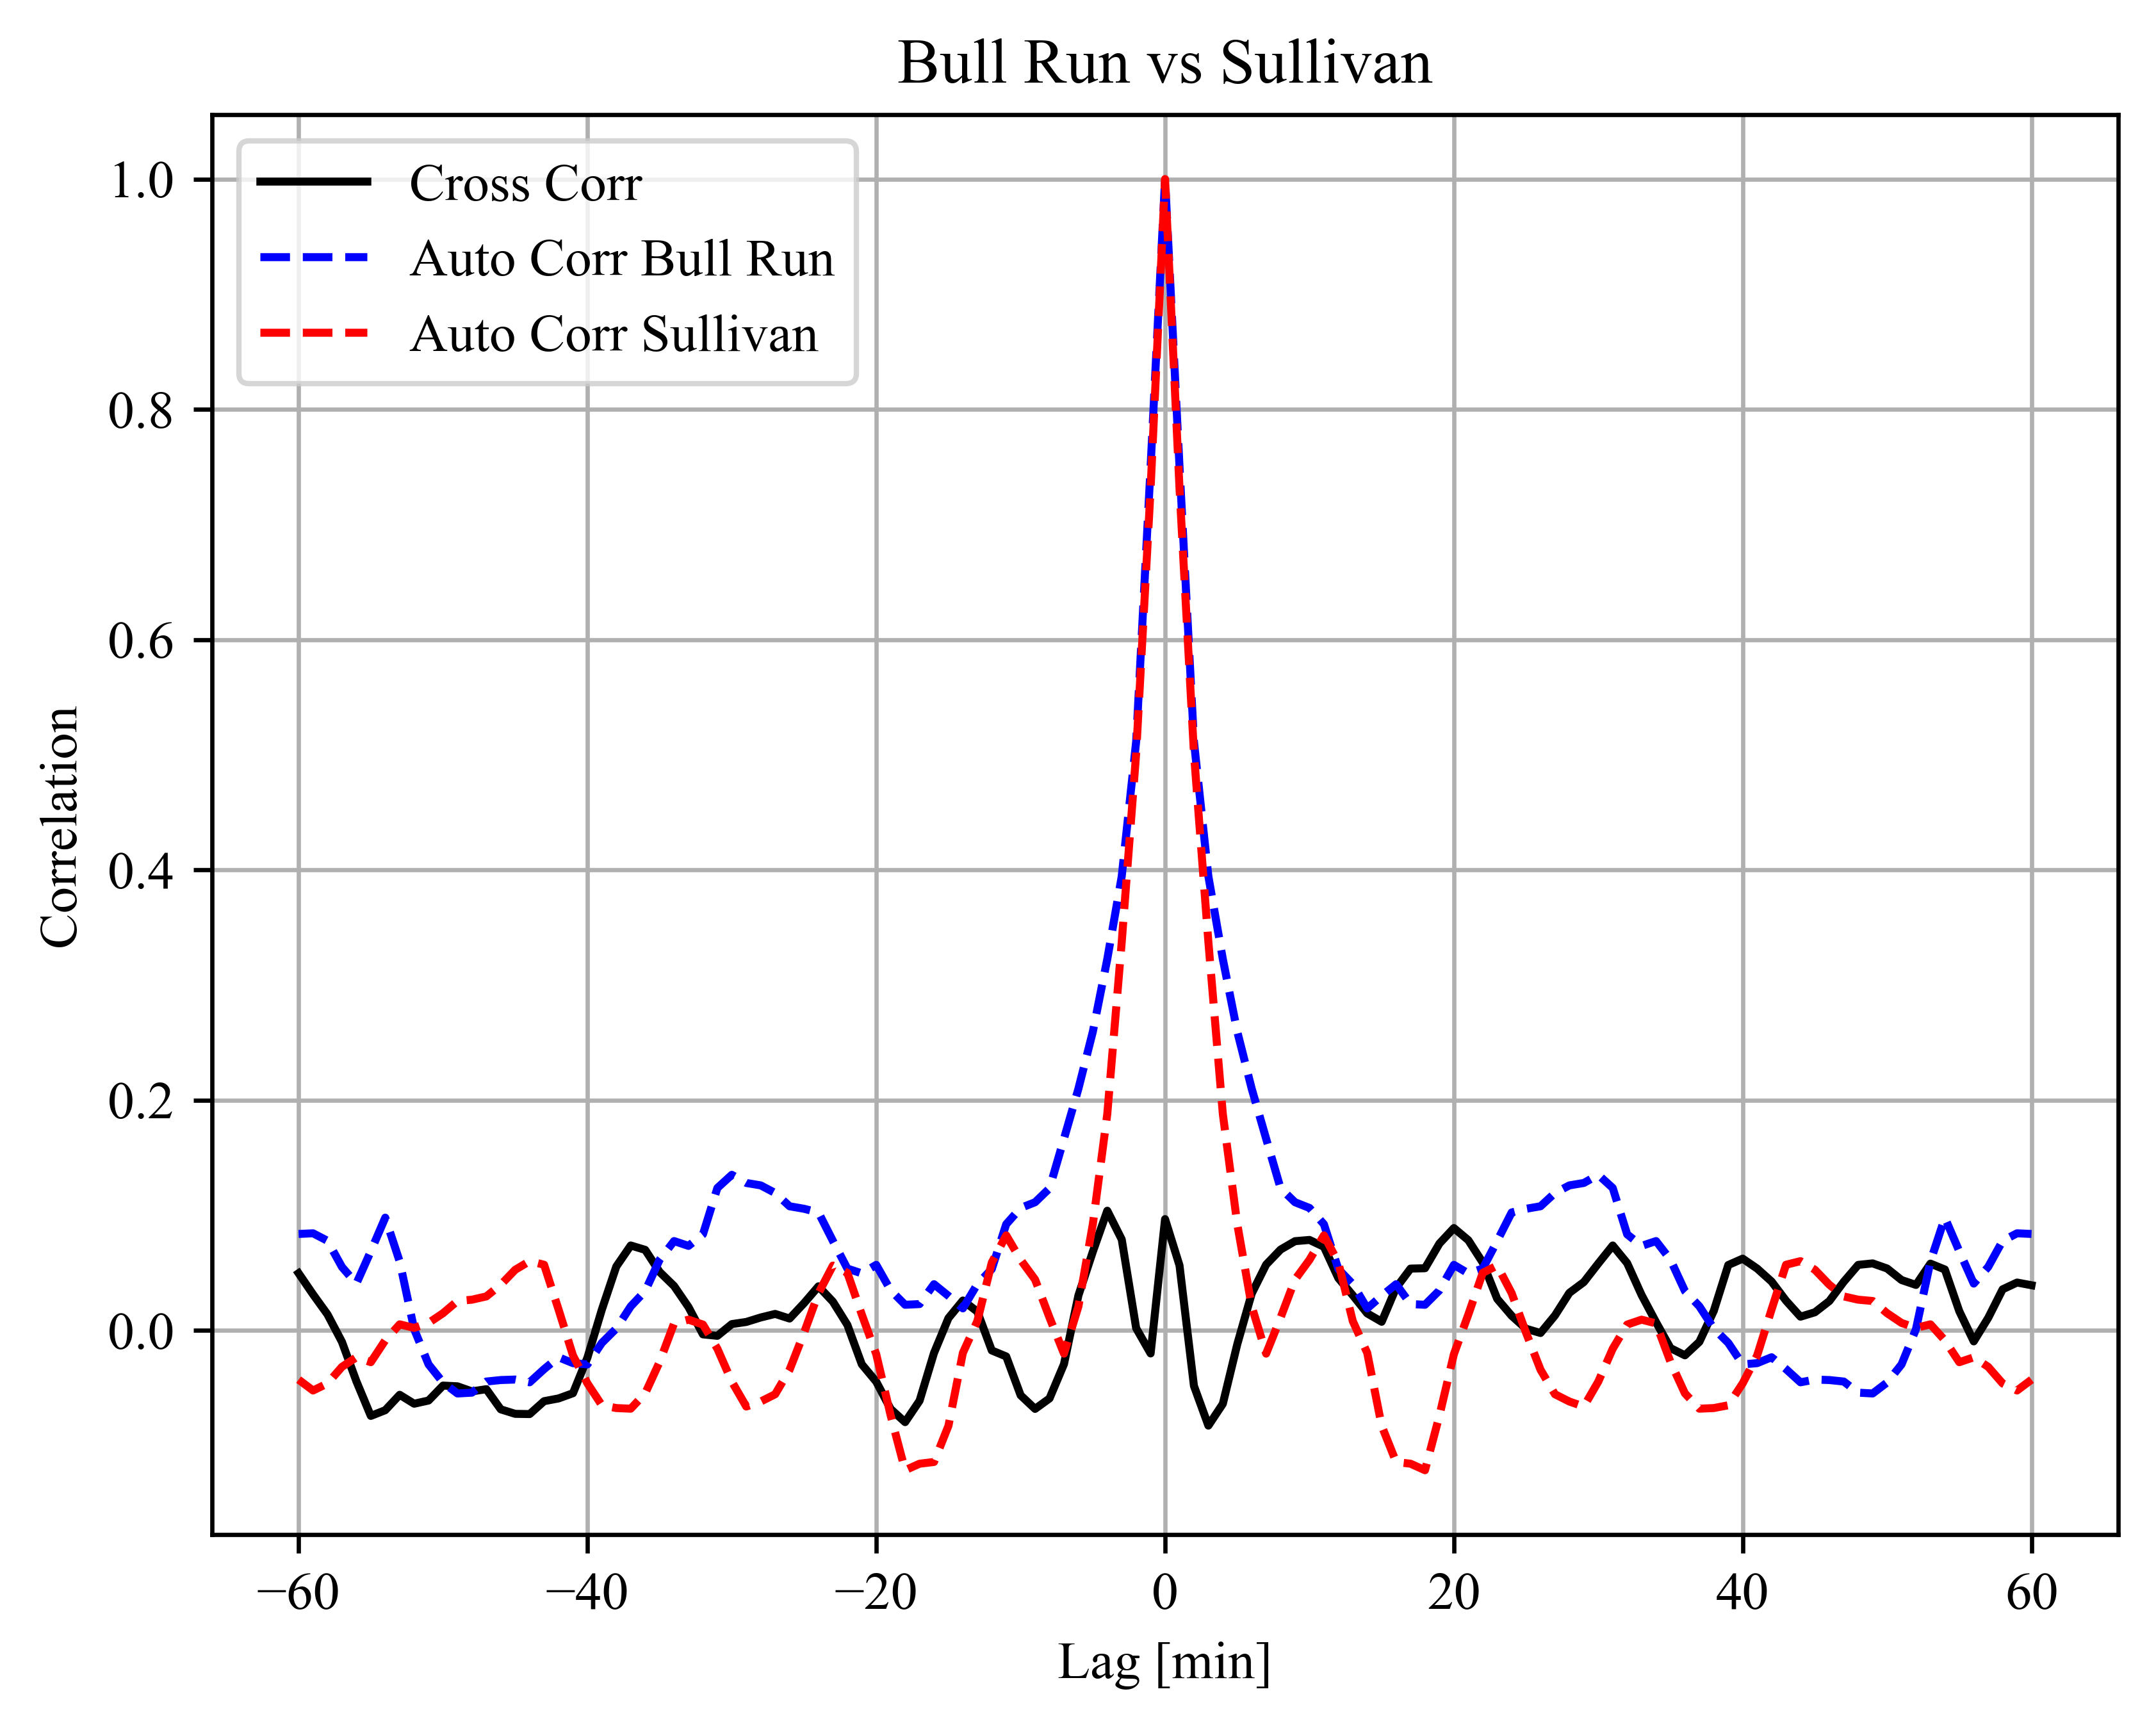 Bull Run vs Sullivan
Cross Corr
Auto Corr Bull Run
Auto Corr Sullivan
1.0
0.8
0.6
0.4
0.2
0.0
Correlation
−60 −40 −20 0 20 40 60
Lag [min]